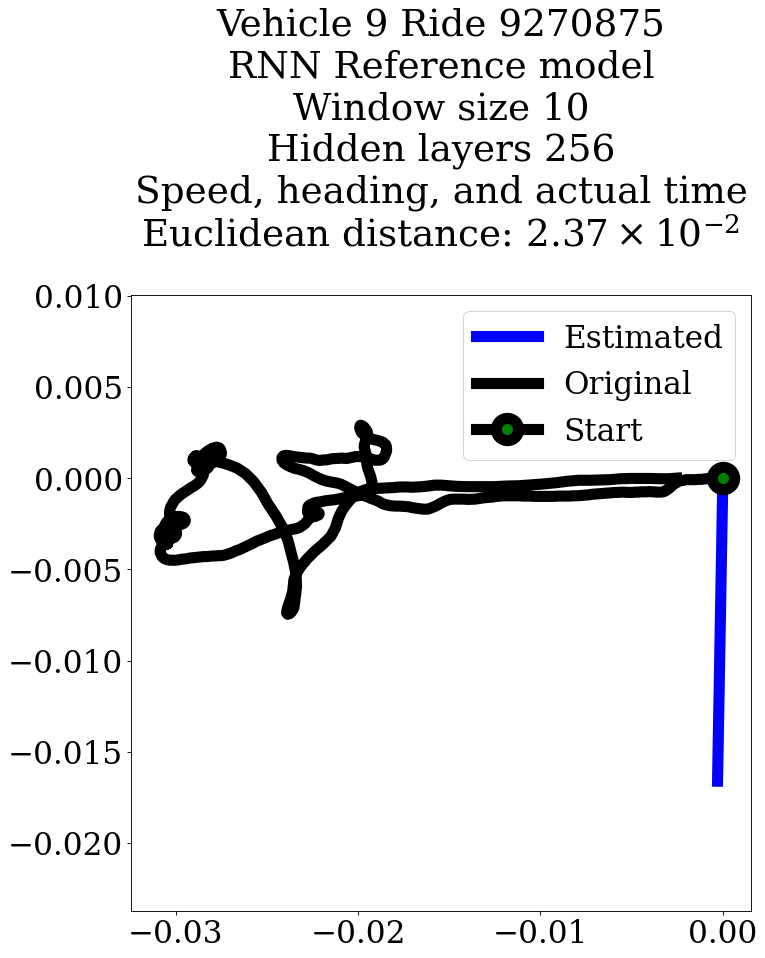 Vehicle 9 Ride 9270875
RNN Reference model
Window size 10
Hidden layers 256
Speed, heading, and actual time
Euclidean distance: 2.37 × 10⁻²
0.010
0.005
0.000
−0.005
−0.010
−0.015
−0.020
Estimated
Original
Start
−0.03 −0.02 −0.01 0.00